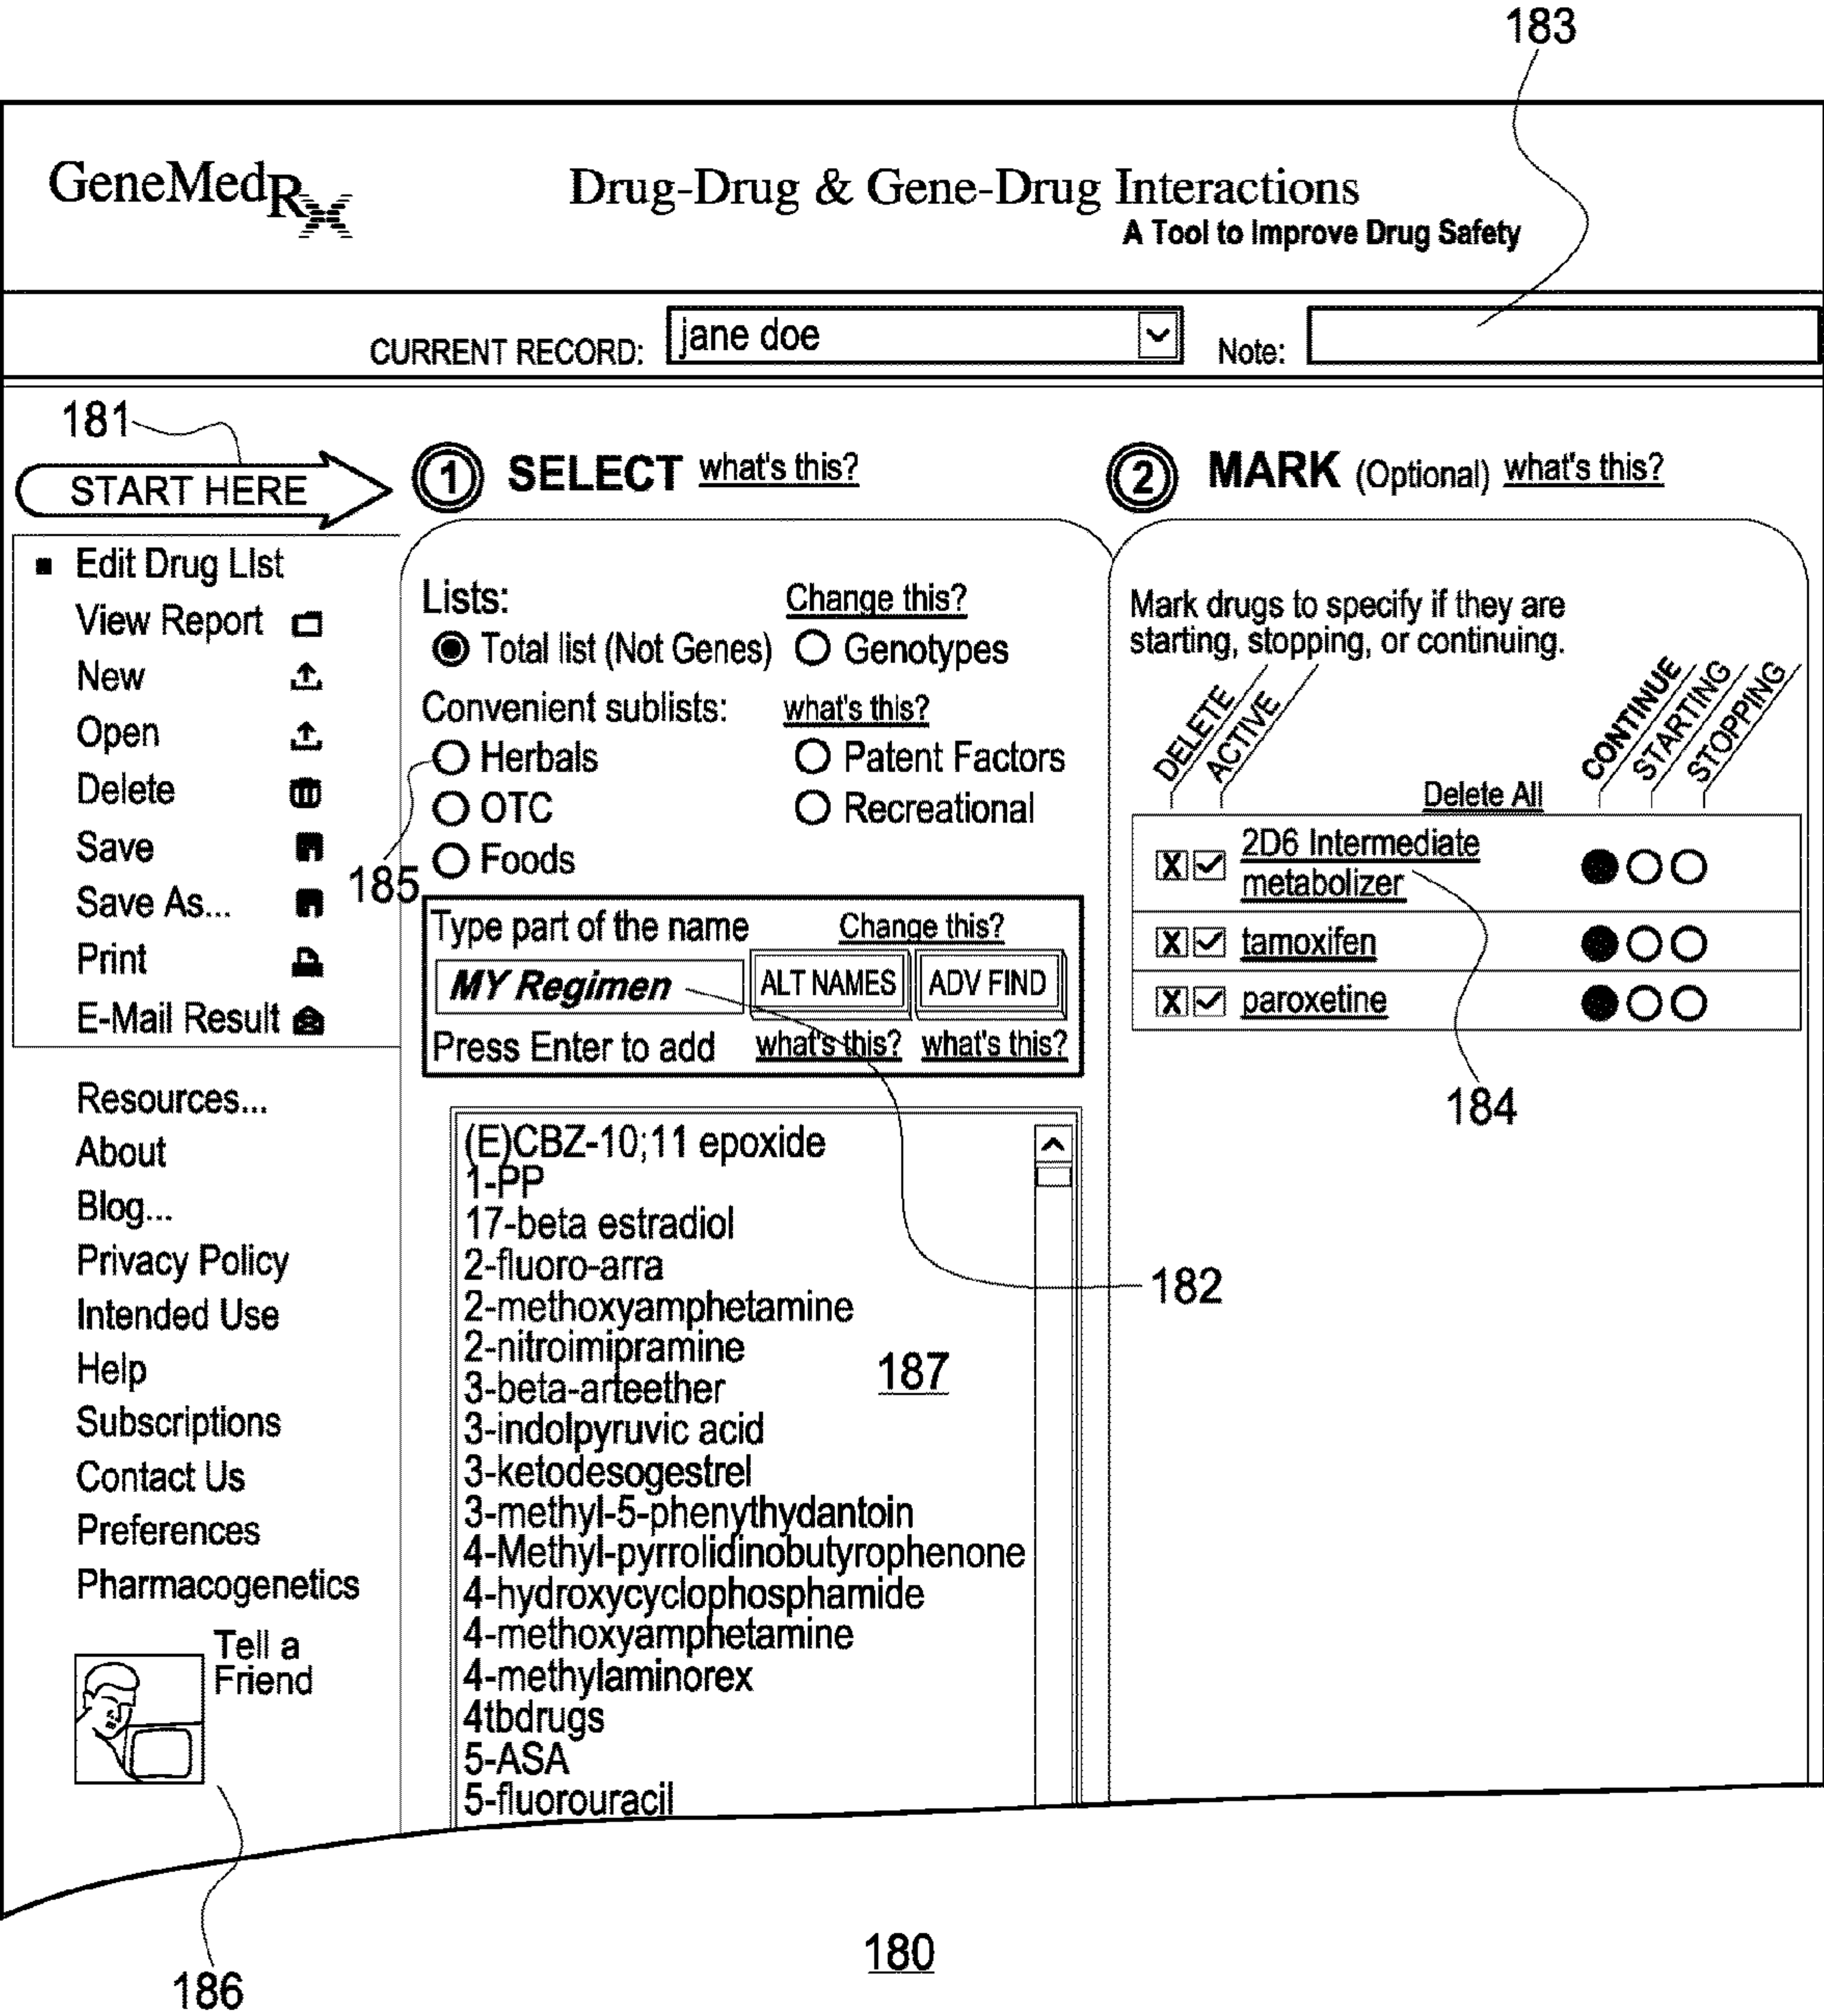 183
GeneMedRx
Drug-Drug & Gene-Drug Interactions
A Tool to Improve Drug Safety
CURRENT RECORD:
jane doe
Note:
181
START HERE
1 SELECT what's this?
2 MARK (Optional) what's this?
Edit Drug LIst
View Report
New
Open
Delete
Save
Save As...
Print
E-Mail Result
Resources...
About
Blog...
Privacy Policy
Intended Use
Help
Subscriptions
Contact Us
Preferences
Pharmacogenetics
Tell a
Friend
186
Lists:
Change this?
Total list (Not Genes)
Genotypes
Convenient sublists:
what's this?
Herbals
Patent Factors
OTC
Recreational
Foods
185
Type part of the name
Change this?
MY Regimen
ALT NAMES
ADV FIND
Press Enter to add
what's this?
what's this?
182
(E)CBZ-10;11 epoxide
1-PP
17-beta estradiol
2-fluoro-arra
2-methoxyamphetamine
2-nitroimipramine
3-beta-arteether
3-indolpyruvic acid
3-ketodesogestrel
3-methyl-5-phenythydantoin
4-Methyl-pyrrolidinobutyrophenone
4-hydroxycyclophosphamide
4-methoxyamphetamine
4-methylaminorex
4tbdrugs
5-ASA
5-fluorouracil
187
Mark drugs to specify if they are
starting, stopping, or continuing.
DELETE
ACTIVE
Delete All
CONTINUE
STARTING
STOPPING
X 2D6 Intermediate
metabolizer
X tamoxifen
X paroxetine
184
180